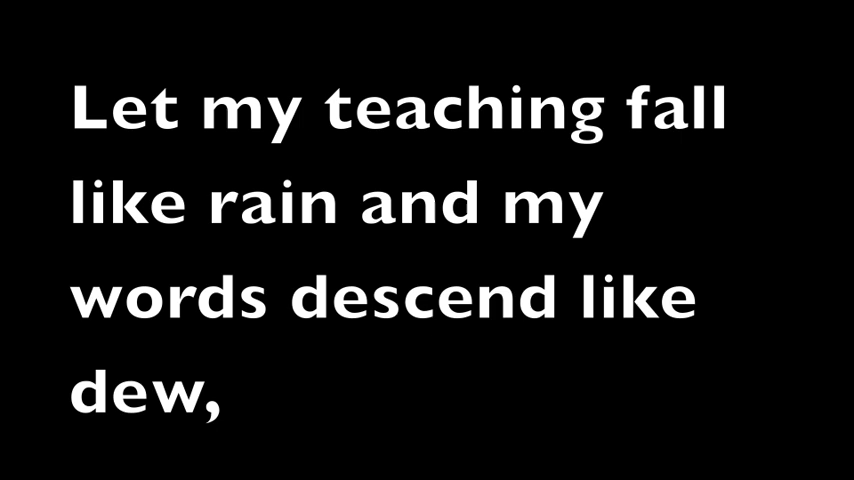 Let my teaching fall
like rain and my
words descend like
dew,